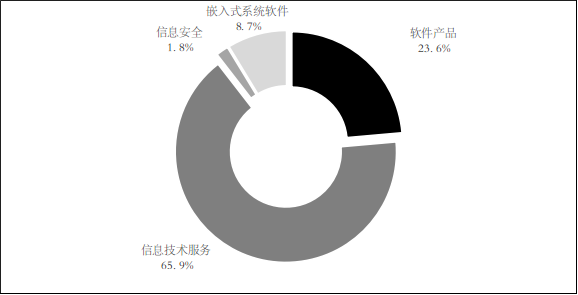 嵌入式系统软件
8.7%
信息安全
1.8%
软件产品
23.6%
信息技术服务
65.9%